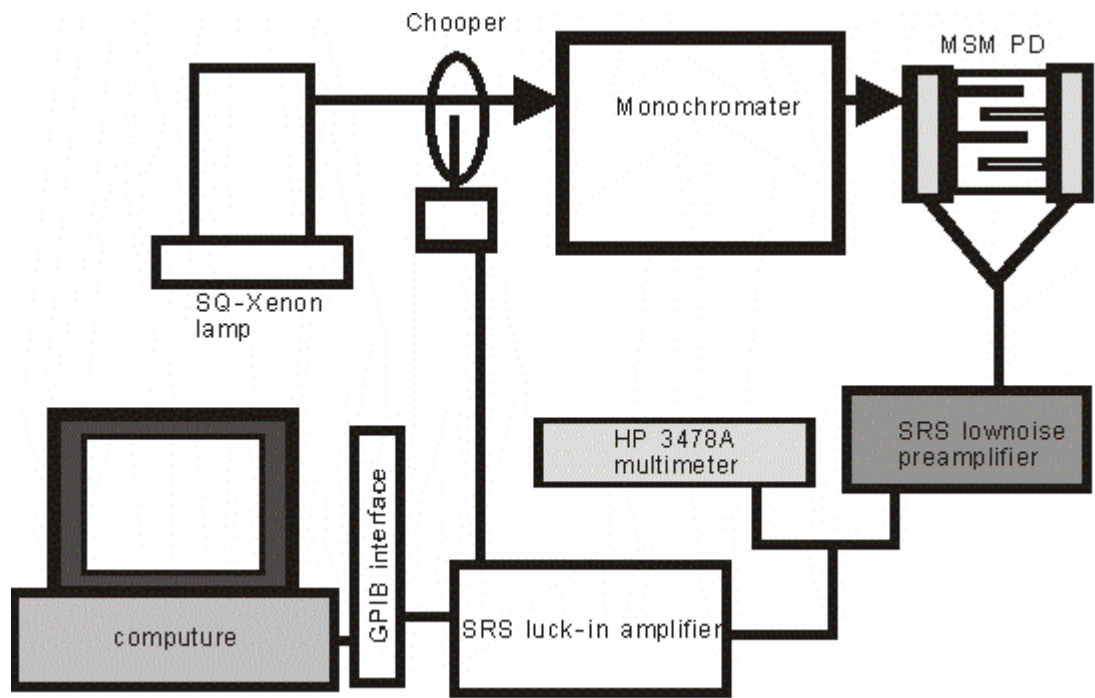 Chooper
MSM PD
Monochromater
SQ-Xenon
lamp
HP 3478A
multimeter
SRS lownoise
preamplifier
GPIB interface
computure
SRS luck-in amplifier